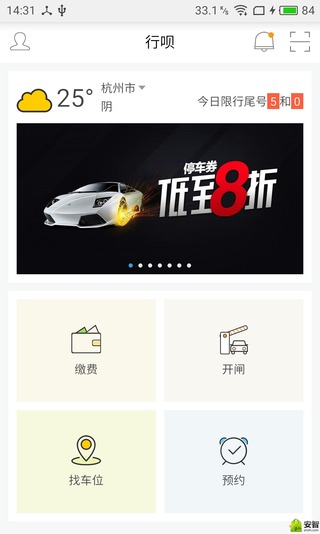 14:31 33.1 K/s 84
行呗
25° 杭州市
阴
今日限行尾号 5 和 0
停车券
低至8折
缴费
开闸
找车位
预约
安智